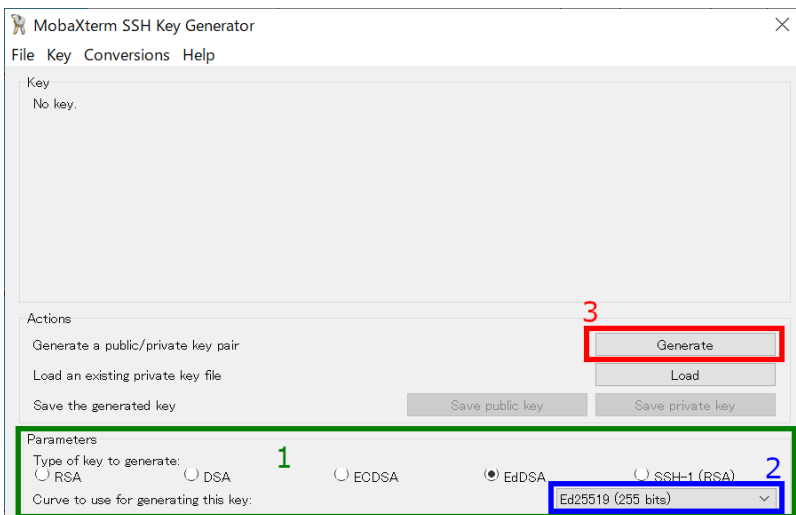 MobaXterm SSH Key Generator
File Key Conversions Help
Key
No key.
Actions
3
Generate a public/private key pair Generate
Load an existing private key file Load
Save the generated key Save public key Save private key
Parameters
1
Type of key to generate:
2
RSA DSA ECDSA EdDSA SSH-1 (RSA)
Curve to use for generating this key: Ed25519 (255 bits)